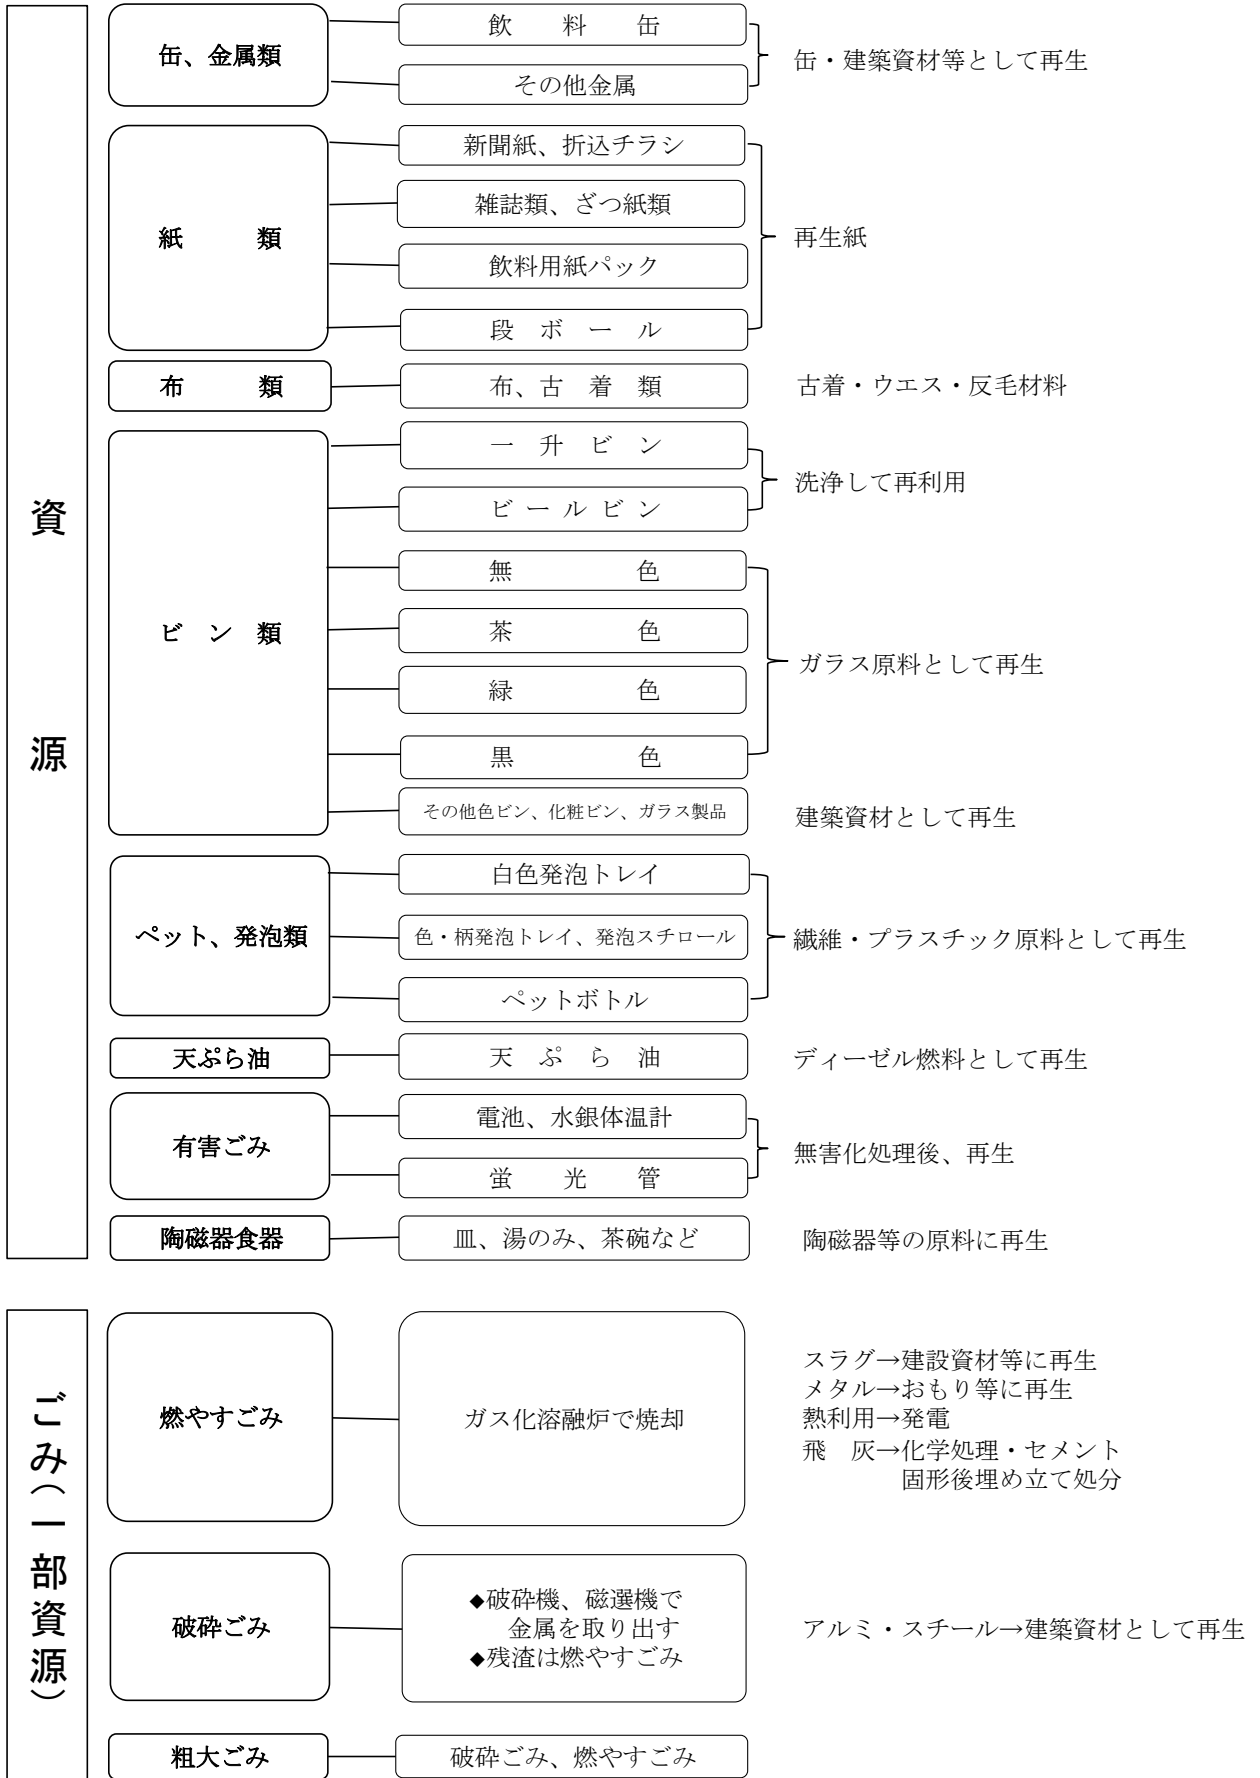 資源
缶、金属類
飲料缶
その他金属
缶・建築資材等として再生
紙類
新聞紙、折込チラシ
雑誌類、ざつ紙類
飲料用紙パック
段ボール
再生紙
布類
布、古着類
古着・ウエス・反毛材料
ビン類
一升ビン
ビールビン
洗浄して再利用
無色
茶色
緑色
黒色
ガラス原料として再生
その他色ビン、化粧ビン、ガラス製品
建築資材として再生
ペット、発泡類
白色発泡トレイ
色・柄発泡トレイ、発泡スチロール
ペットボトル
繊維・プラスチック原料として再生
天ぷら油
天ぷら油
ディーゼル燃料として再生
有害ごみ
電池、水銀体温計
蛍光管
無害化処理後、再生
陶磁器食器
皿、湯のみ、茶碗など
陶磁器等の原料に再生
ごみ(一部資源)
燃やすごみ
ガス化溶融炉で焼却
スラグ→建設資材等に再生
メタル→おもり等に再生
熱利用→発電
飛 灰→化学処理・セメント
固形後埋め立て処分
破砕ごみ
◆破砕機、磁選機で
金属を取り出す
◆残渣は燃やすごみ
アルミ・スチール→建築資材として再生
粗大ごみ
破砕ごみ、燃やすごみ